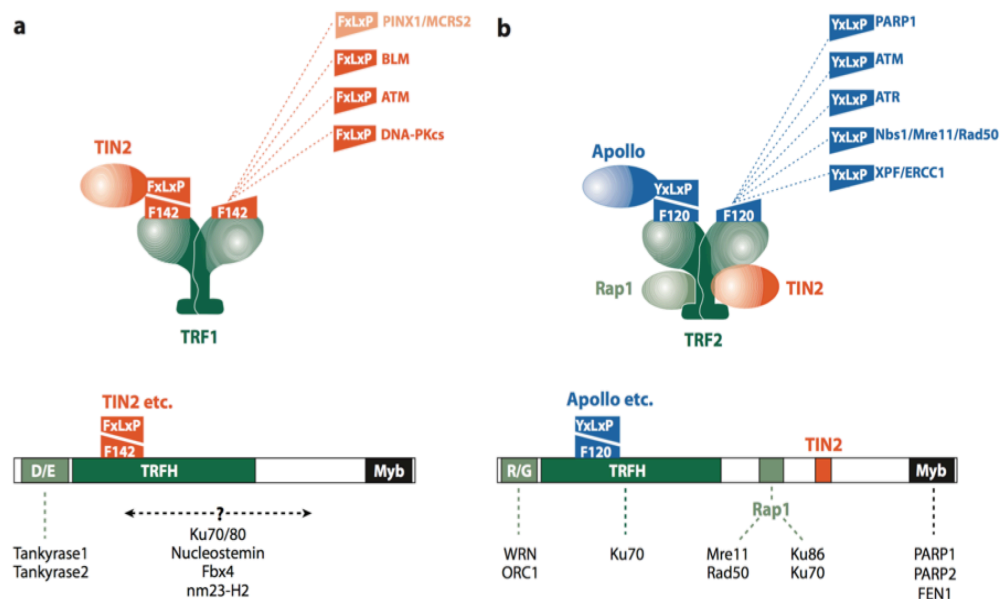 a
FxLxP PINX1/MCRS2
FxLxP BLM
FxLxP ATM
FxLxP DNA-PKcs
TIN2
FxLxP
F142
F142
TRF1
TIN2 etc.
FxLxP
F142
D/E TRFH Myb
?
Ku70/80
Nucleostemin
Fbx4
nm23-H2
Tankyrase1
Tankyrase2
b
YxLxP PARP1
YxLxP ATM
YxLxP ATR
YxLxP Nbs1/Mre11/Rad50
YxLxP XPF/ERCC1
Apollo
YxLxP
F120
F120
Rap1
TIN2
TRF2
Apollo etc.
YxLxP
F120
TIN2
R/G TRFH Myb
Rap1
WRN
ORC1
Ku70
Mre11
Rad50
Ku86
Ku70
PARP1
PARP2
FEN1